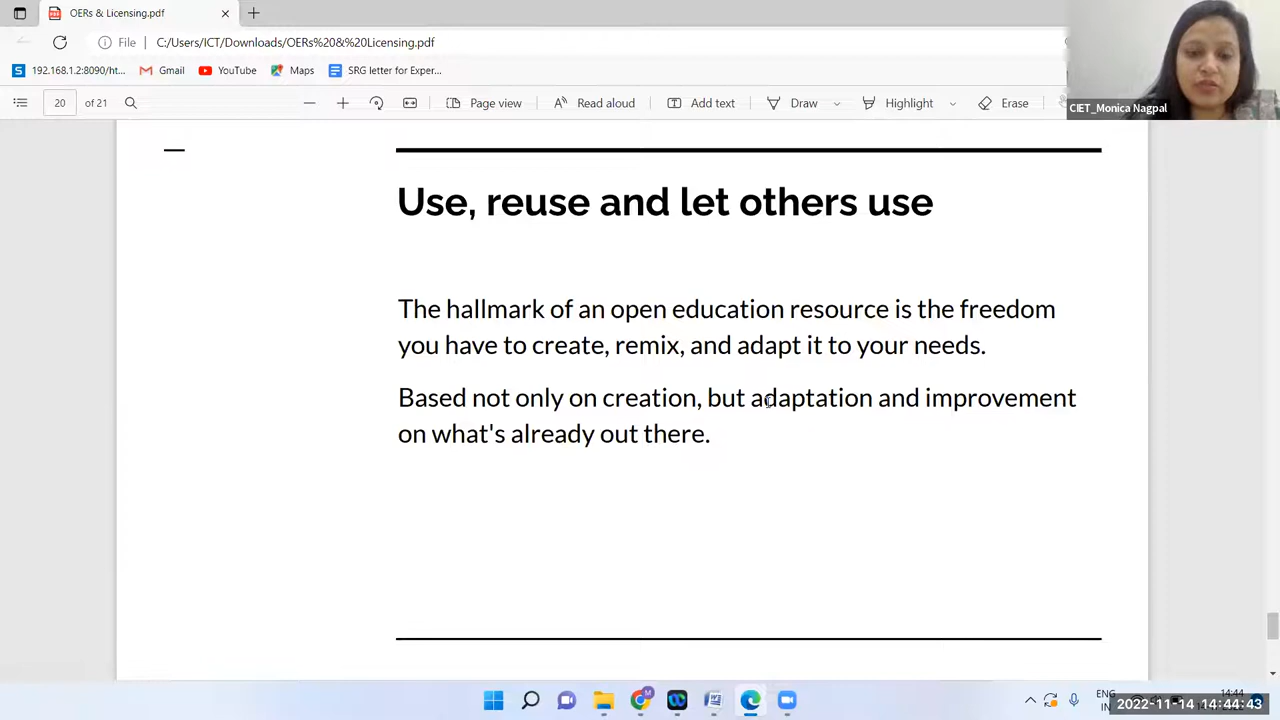 OERs & Licensing.pdf
File C:/Users/ICT/Downloads/OERs%20&%20Licensing.pdf
192.168.1.2:8090/ht... Gmail YouTube Maps SRG letter for Exper...
20 of 21 Page view Read aloud Add text Draw Highlight Erase
CIET_Monica Nagpal
Use, reuse and let others use
The hallmark of an open education resource is the freedom
you have to create, remix, and adapt it to your needs.
Based not only on creation, but adaptation and improvement
on what's already out there.
ENG
IN
14:44
2022-11-14 14:44:43